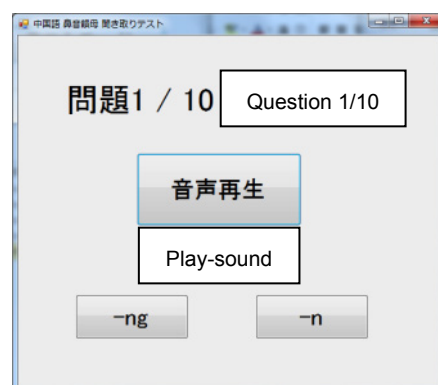 中国語 鼻音韻母 聞き取りテスト
問題1 / 10
Question 1/10
音声再生
Play-sound
-ng
-n